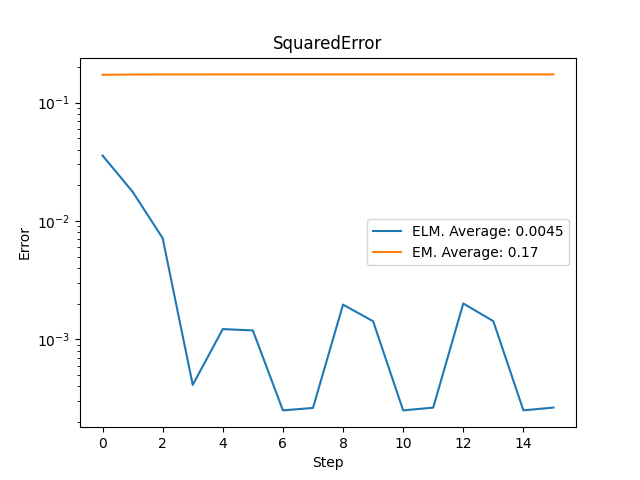 SquaredError
Error
10⁻¹
10⁻²
10⁻³
ELM. Average: 0.0045
EM. Average: 0.17
0 2 4 6 8 10 12 14
Step